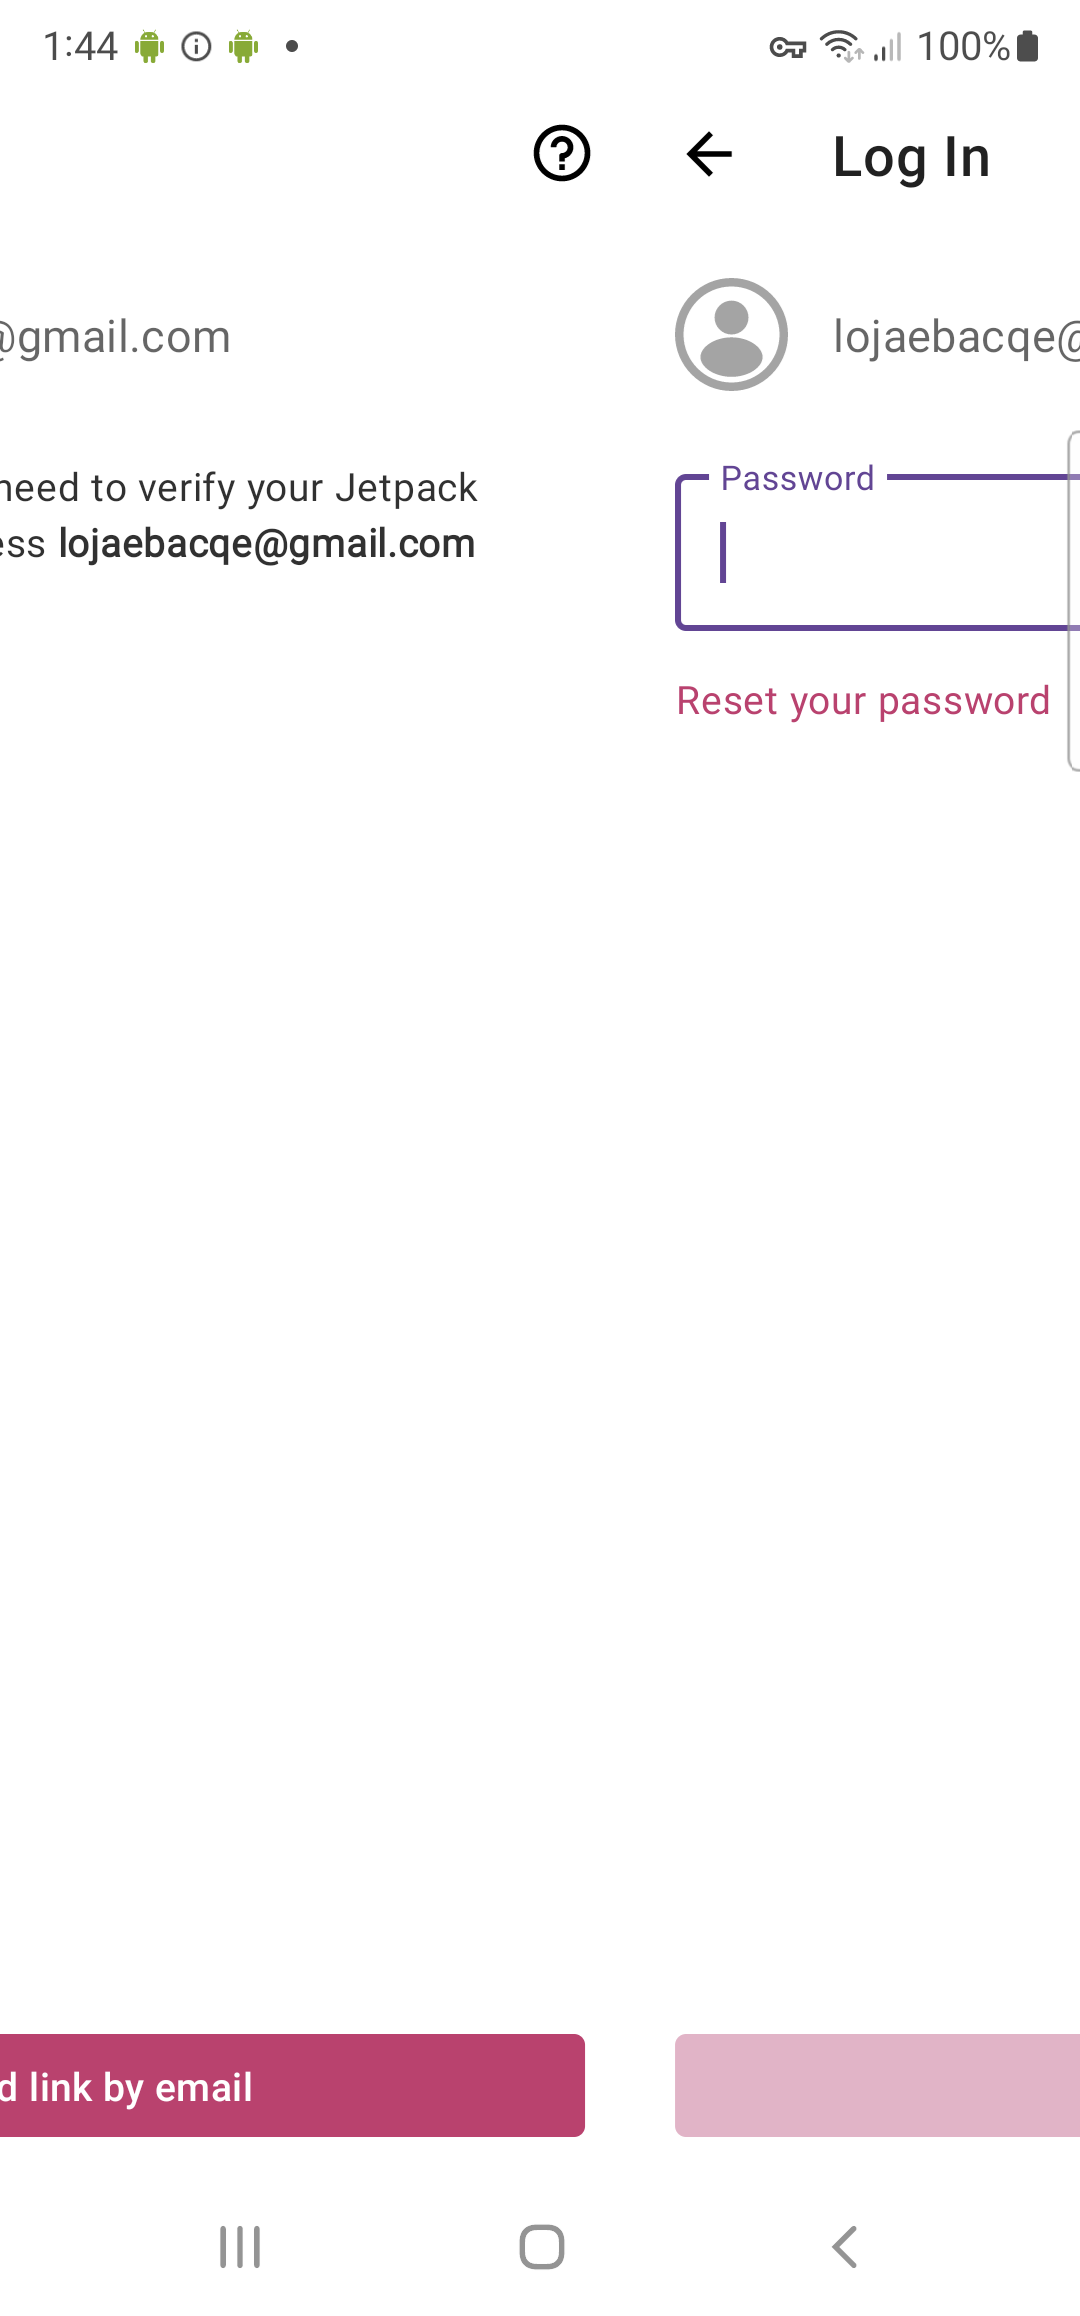 1:44
100%
Log In
@gmail.com
lojaebacqe@
need to verify your Jetpack
ess lojaebacqe@gmail.com
Password
Reset your password
d link by email